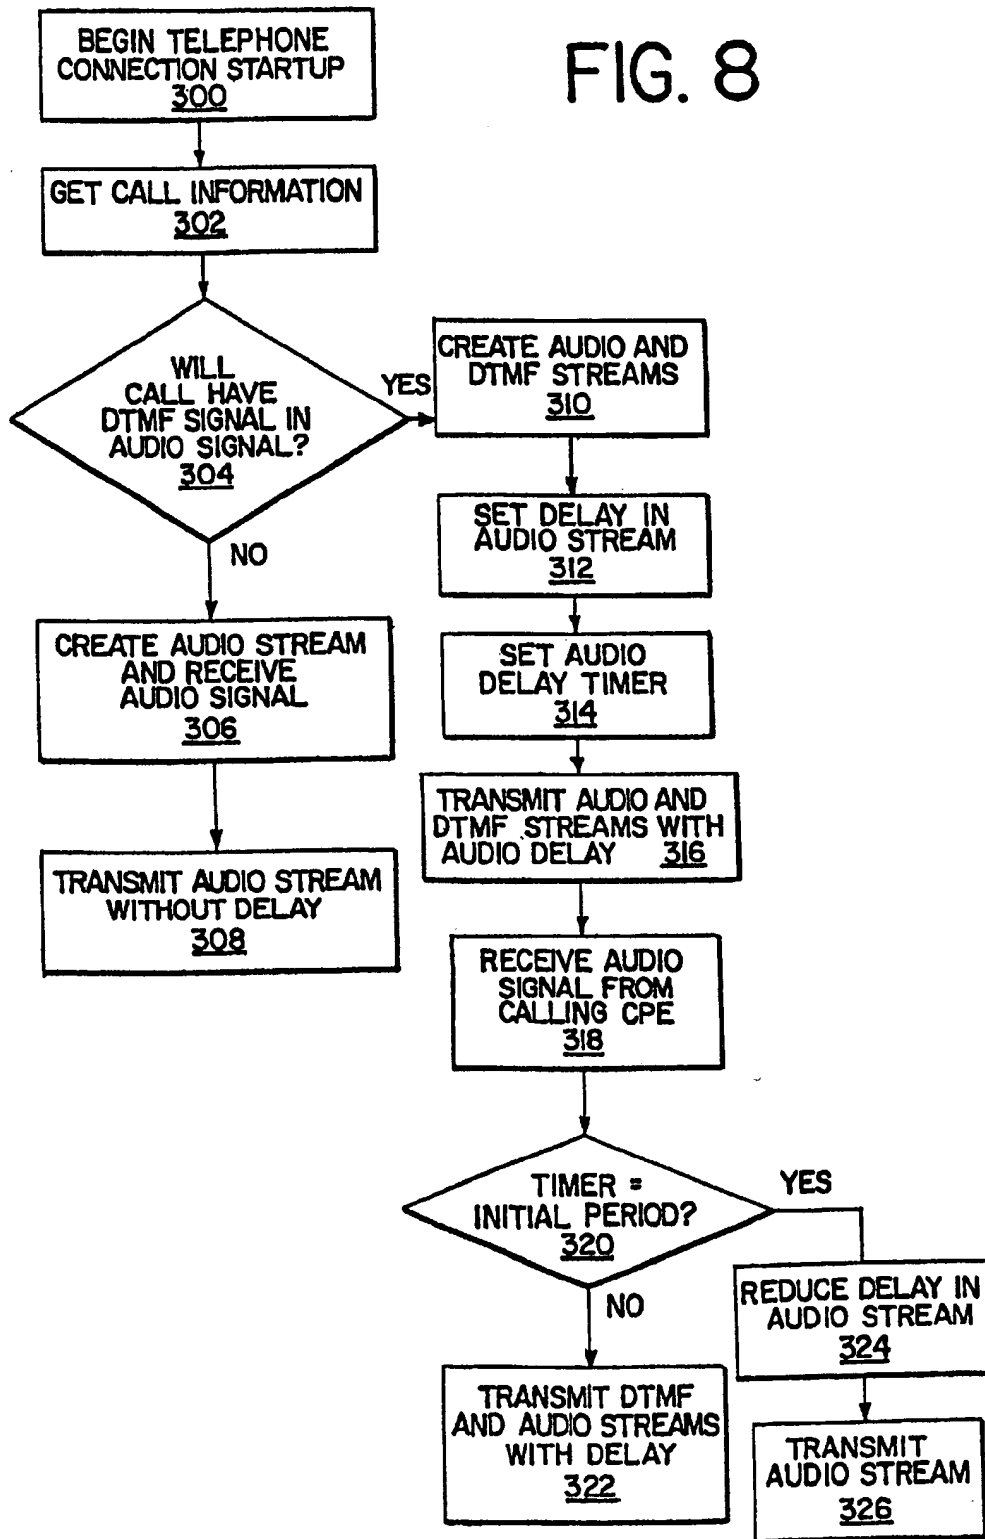 FIG. 8
BEGIN TELEPHONE
CONNECTION STARTUP
300
GET CALL INFORMATION
302
WILL
CALL HAVE
DTMF SIGNAL IN
AUDIO SIGNAL?
304
YES
NO
CREATE AUDIO STREAM
AND RECEIVE
AUDIO SIGNAL
306
TRANSMIT AUDIO STREAM
WITHOUT DELAY
308
CREATE AUDIO AND
DTMF STREAMS
310
SET DELAY IN
AUDIO STREAM
312
SET AUDIO
DELAY TIMER
314
TRANSMIT AUDIO AND
DTMF STREAMS WITH
AUDIO DELAY 316
RECEIVE AUDIO
SIGNAL FROM
CALLING CPE
318
TIMER =
INITIAL PERIOD?
320
YES
NO
TRANSMIT DTMF
AND AUDIO STREAMS
WITH DELAY
322
REDUCE DELAY IN
AUDIO STREAM
324
TRANSMIT
AUDIO STREAM
326